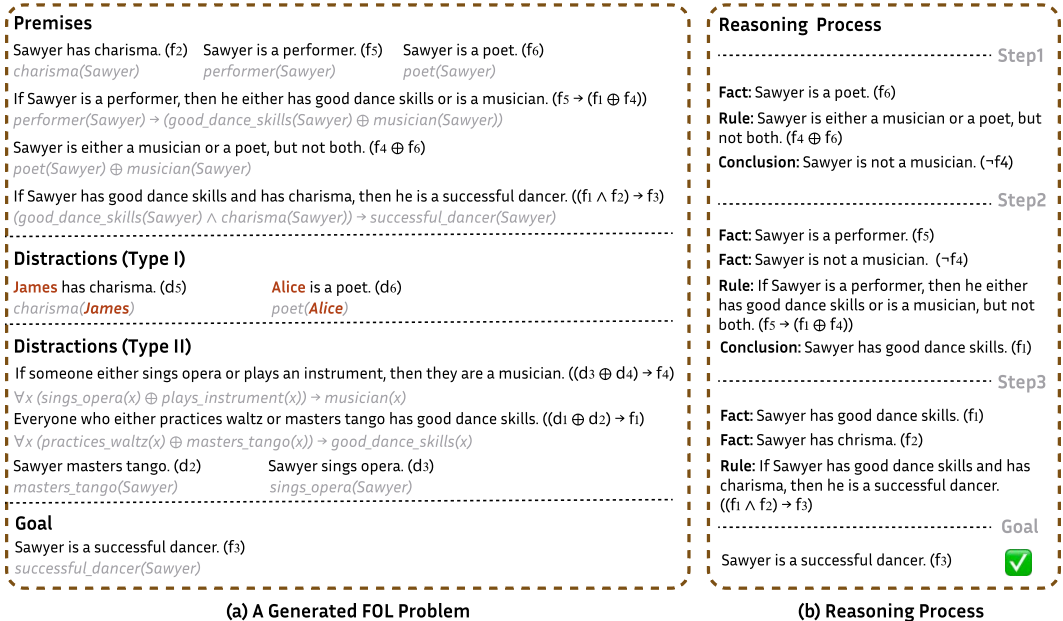 Premises
Sawyer has charisma. (f2) Sawyer is a performer. (f5) Sawyer is a poet. (f6)
charisma(Sawyer) performer(Sawyer) poet(Sawyer)
If Sawyer is a performer, then he either has good dance skills or is a musician. (f5 → (f1 ⊕ f4))
performer(Sawyer) → (good_dance_skills(Sawyer) ⊕ musician(Sawyer))
Sawyer is either a musician or a poet, but not both. (f4 ⊕ f6)
poet(Sawyer) ⊕ musician(Sawyer)
If Sawyer has good dance skills and has charisma, then he is a successful dancer. ((f1 ∧ f2) → f3)
(good_dance_skills(Sawyer) ∧ charisma(Sawyer)) → successful_dancer(Sawyer)
Distractions (Type I)
James has charisma. (d5) Alice is a poet. (d6)
charisma(James) poet(Alice)
Distractions (Type II)
If someone either sings opera or plays an instrument, then they are a musician. ((d3 ⊕ d4) → f4)
∀x (sings_opera(x) ⊕ plays_instrument(x)) → musician(x)
Everyone who either practices waltz or masters tango has good dance skills. ((d1 ⊕ d2) → f1)
∀x (practices_waltz(x) ⊕ masters_tango(x)) → good_dance_skills(x)
Sawyer masters tango. (d2) Sawyer sings opera. (d3)
masters_tango(Sawyer) sings_opera(Sawyer)
Goal
Sawyer is a successful dancer. (f3)
successful_dancer(Sawyer)
(a) A Generated FOL Problem
Reasoning Process
Step1
Fact: Sawyer is a poet. (f6)
Rule: Sawyer is either a musician or a poet, but
not both. (f4 ⊕ f6)
Conclusion: Sawyer is not a musician. (¬f4)
Step2
Fact: Sawyer is a performer. (f5)
Fact: Sawyer is not a musician. (¬f4)
Rule: If Sawyer is a performer, then he either
has good dance skills or is a musician, but not
both. (f5 → (f1 ⊕ f4))
Conclusion: Sawyer has good dance skills. (f1)
Step3
Fact: Sawyer has good dance skills. (f1)
Fact: Sawyer has chrisma. (f2)
Rule: If Sawyer has good dance skills and has
charisma, then he is a successful dancer.
((f1 ∧ f2) → f3)
Goal
Sawyer is a successful dancer. (f3)
(b) Reasoning Process